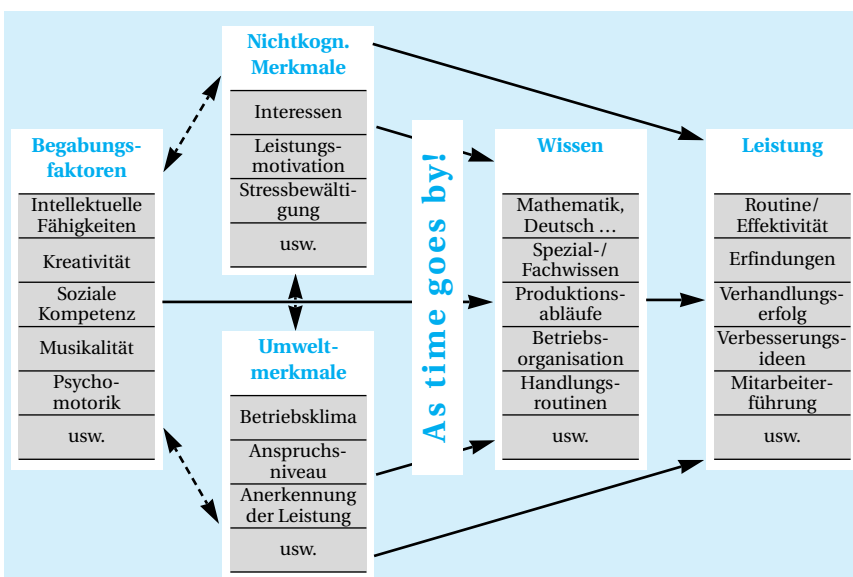 Nichtkogn.
Merkmale
Interessen
Leistungs-
motivation
Stressbewälti-
gung
usw.
Begabungs-
faktoren
Intellektuelle
Fähigkeiten
Kreativität
Soziale
Kompetenz
Musikalität
Psycho-
motorik
usw.
Umwelt-
merkmale
Betriebsklima
Anspruchs-
niveau
Anerkennung
der Leistung
usw.
As time goes by!
Wissen
Mathematik,
Deutsch …
Spezial-/
Fachwissen
Produktions-
abläufe
Betriebs-
organisation
Handlungs-
routinen
usw.
Leistung
Routine/
Effektivität
Erfindungen
Verhandlungs-
erfolg
Verbesserungs-
ideen
Mitarbeiter-
führung
usw.